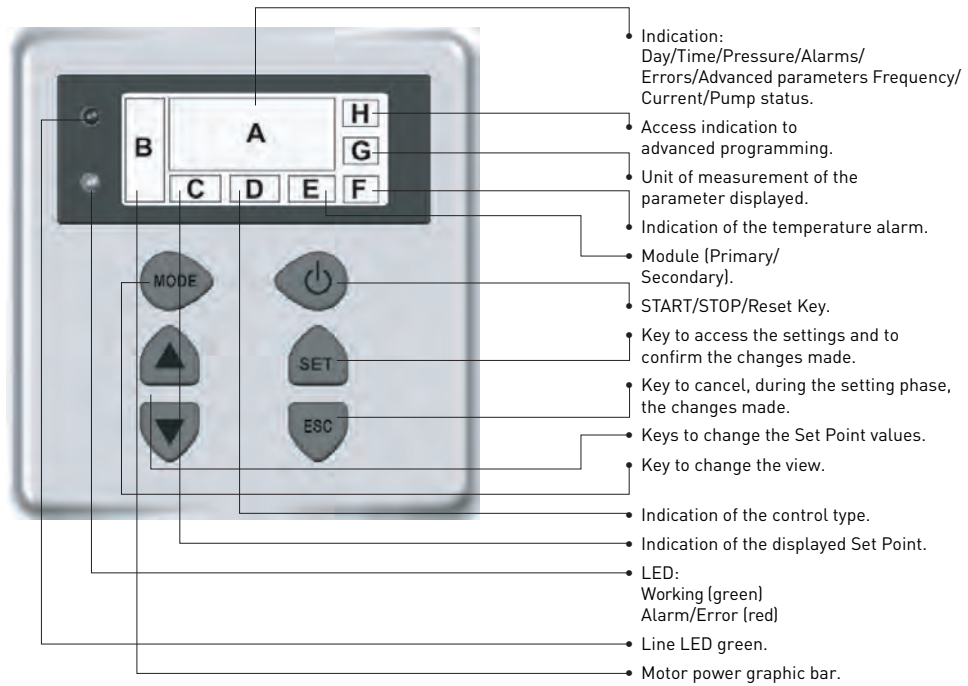 A
B
C
D
E
F
G
H
MODE
SET
ESC
Indication:
Day/Time/Pressure/Alarms/
Errors/Advanced parameters Frequency/
Current/Pump status.
Access indication to
advanced programming.
Unit of measurement of the
parameter displayed.
Indication of the temperature alarm.
Module (Primary/
Secondary).
START/STOP/Reset Key.
Key to access the settings and to
confirm the changes made.
Key to cancel, during the setting phase,
the changes made.
Keys to change the Set Point values.
Key to change the view.
Indication of the control type.
Indication of the displayed Set Point.
LED:
Working (green)
Alarm/Error (red)
Line LED green.
Motor power graphic bar.